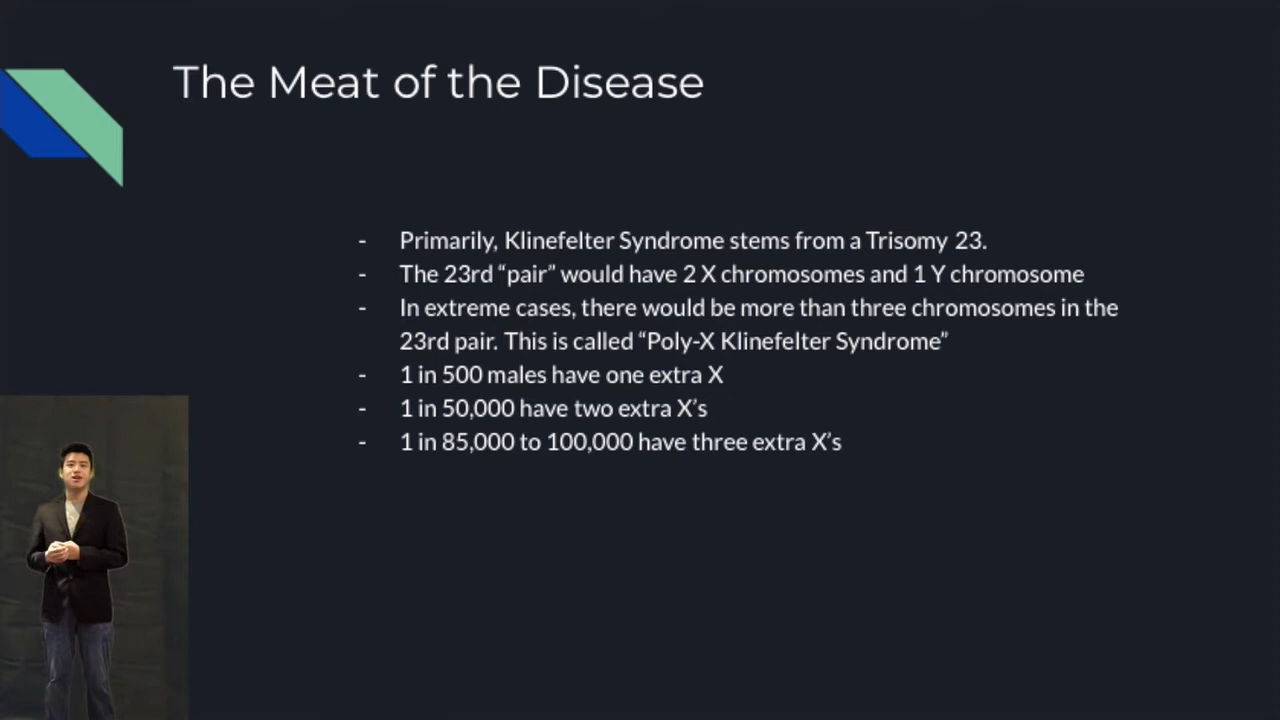 The Meat of the Disease
- Primarily, Klinefelter Syndrome stems from a Trisomy 23.
- The 23rd “pair” would have 2 X chromosomes and 1 Y chromosome
- In extreme cases, there would be more than three chromosomes in the
23rd pair. This is called “Poly-X Klinefelter Syndrome”
- 1 in 500 males have one extra X
- 1 in 50,000 have two extra X’s
- 1 in 85,000 to 100,000 have three extra X’s